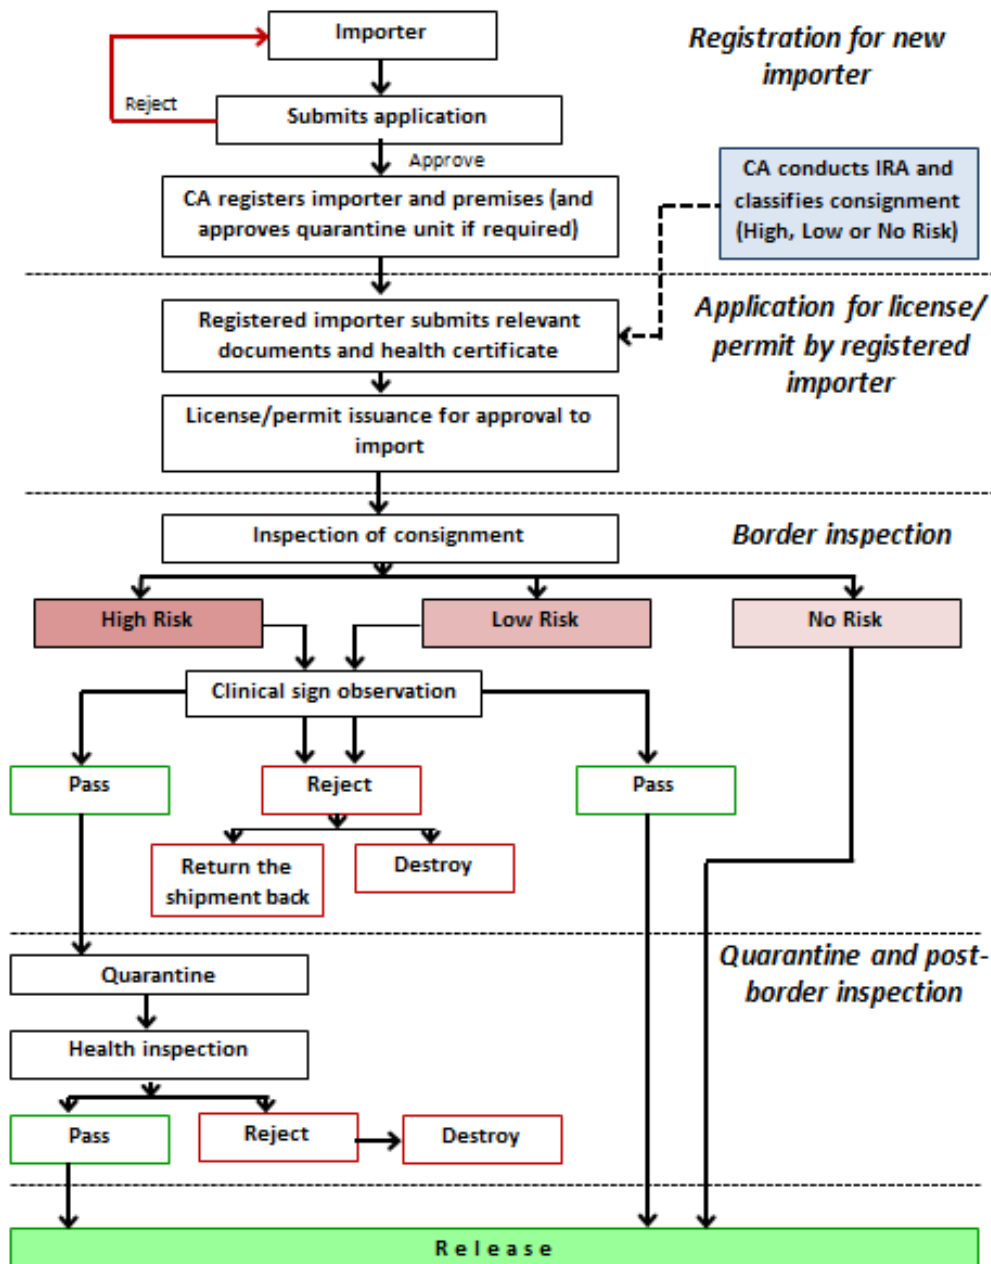 Importer
Registration for new
importer
Reject
Submits application
Approve
CA registers importer and premises (and
approves quarantine unit if required)
CA conducts IRA and
classifies consignment
(High, Low or No Risk)
Registered importer submits relevant
documents and health certificate
Application for license/
permit by registered
importer
License/permit issuance for approval to
import
Inspection of consignment
Border inspection
High Risk
Low Risk
No Risk
Clinical sign observation
Pass
Reject
Pass
Return the
shipment back
Destroy
Quarantine
Quarantine and post-
border inspection
Health inspection
Pass
Reject
Destroy
Release